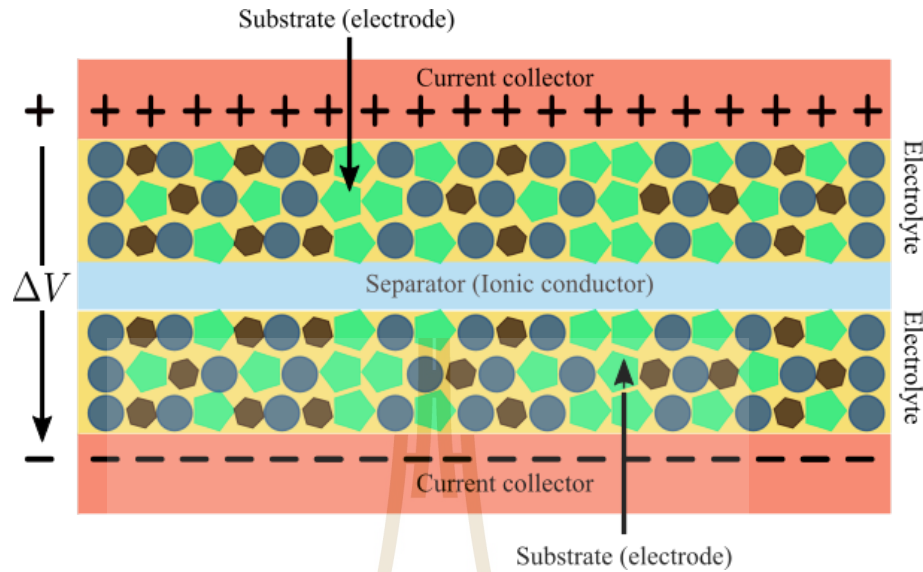 Substrate (electrode)
Current collector
+ + + + + + + + + + + + + + + + + + +
Electrolyte
ΔV
Separator (Ionic conductor)
Electrolyte
− − − − − − − − − − − − − − − − − − −
Current collector
Substrate (electrode)